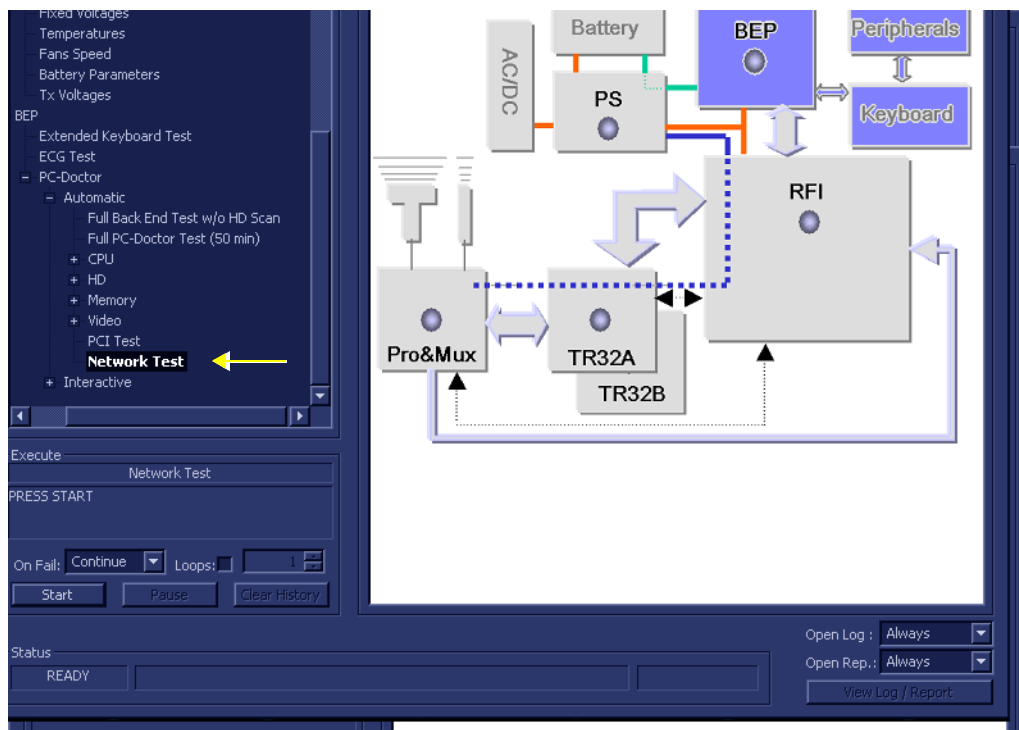 Fixed Voltages
Temperatures
Fans Speed
Battery Parameters
Tx Voltages
BEP
Extended Keyboard Test
ECG Test
PC-Doctor
Automatic
Full Back End Test w/o HD Scan
Full PC-Doctor Test (50 min)
CPU
HD
Memory
Video
PCI Test
Network Test
Interactive
Execute
Network Test
PRESS START
On Fail: Continue Loops: 1
Start Pause Clear History
Status
READY
Battery
AC/DC
PS
BEP
Peripherals
Keyboard
RFI
Pro&Mux
TR32A
TR32B
Open Log : Always
Open Rep.: Always
View Log / Report